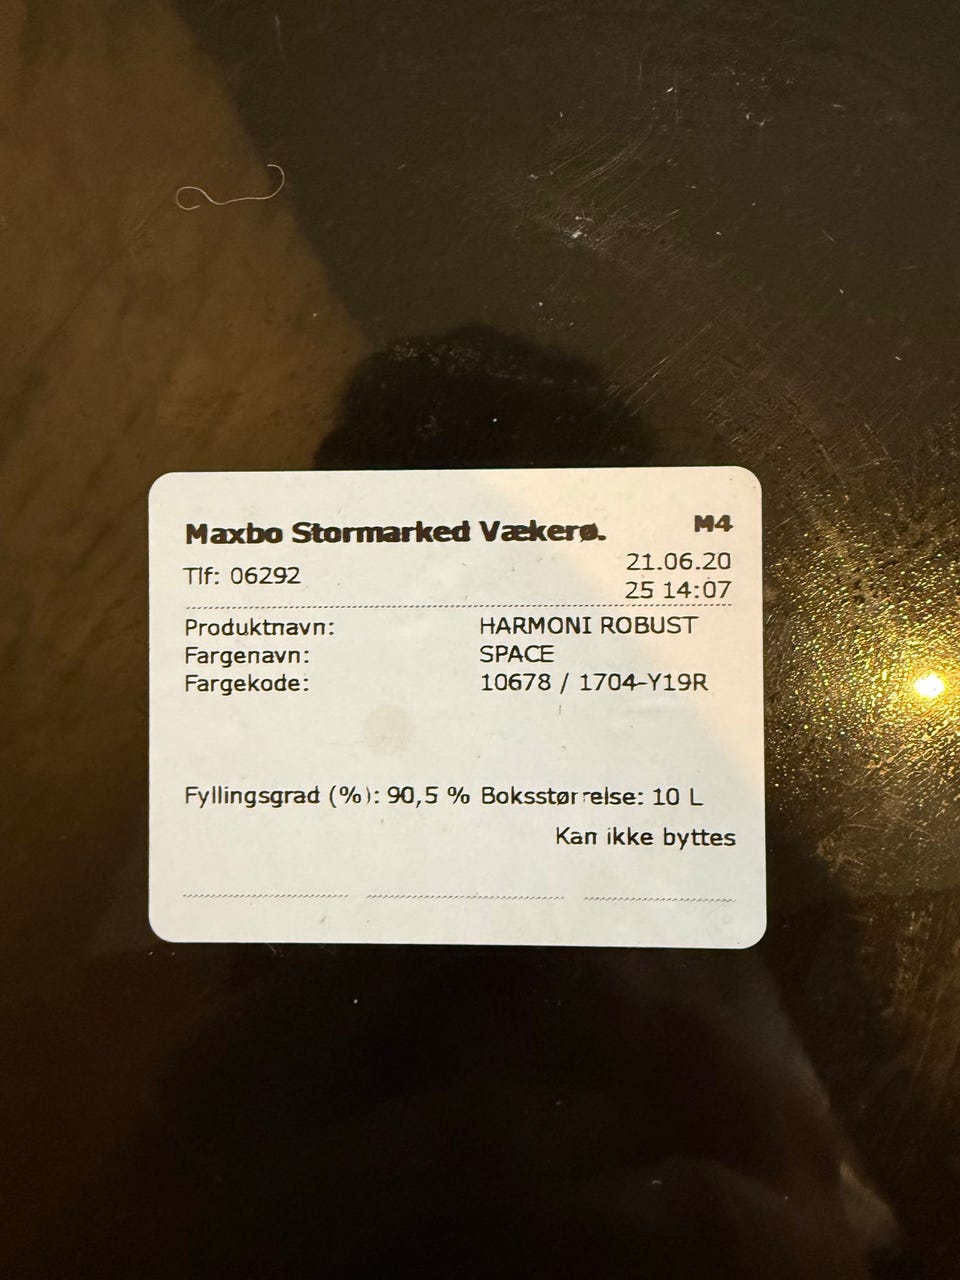 Maxbo Stormarked Vækerø. M4
Tlf: 06292 21.06.20
25 14:07
Produktnavn: HARMONI ROBUST
Fargenavn: SPACE
Fargekode: 10678 / 1704-Y19R
Fyllingsgrad (%): 90,5 % Boksstørrelse: 10 L
Kan ikke byttes